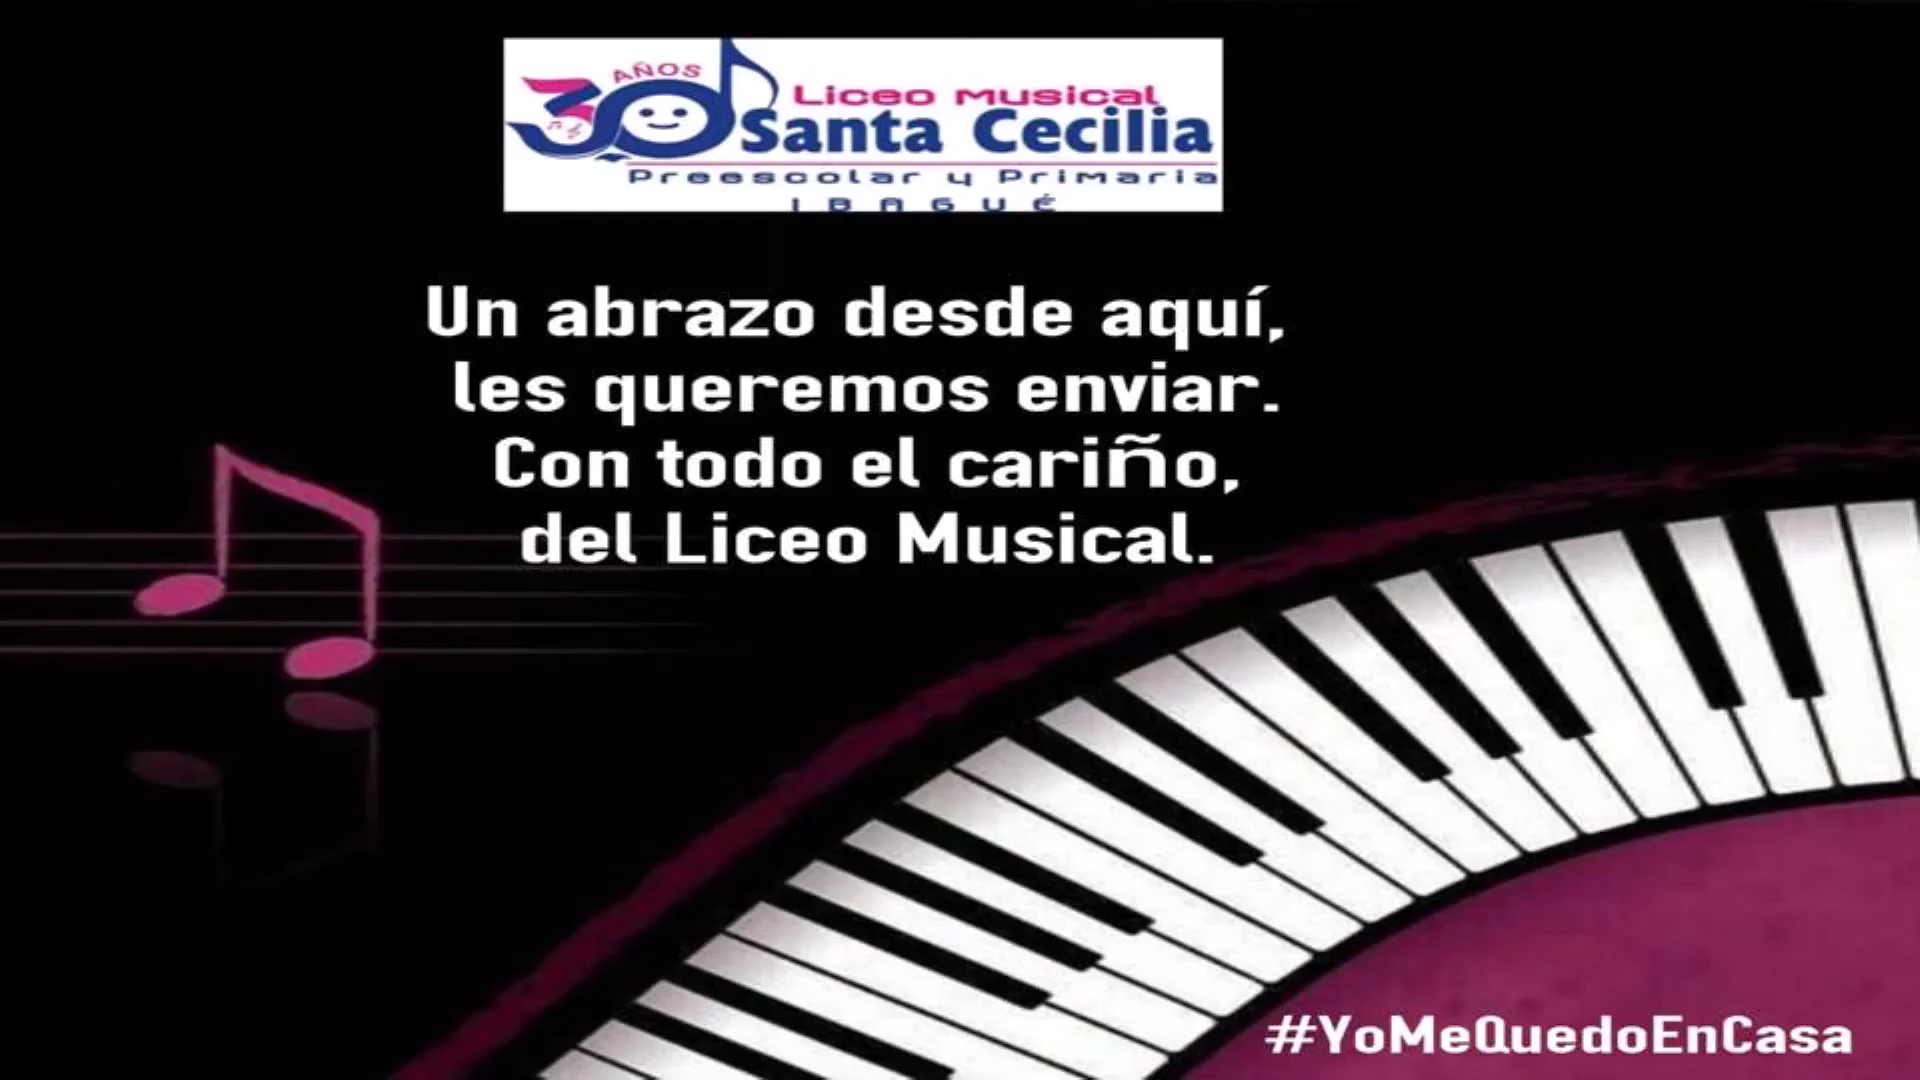 30 AÑOS
Liceo Musical
Santa Cecilia
Preescolar y Primaria
IBAGUÉ
Un abrazo desde aquí,
les queremos enviar.
Con todo el cariño,
del Liceo Musical.
#YoMeQuedoEnCasa